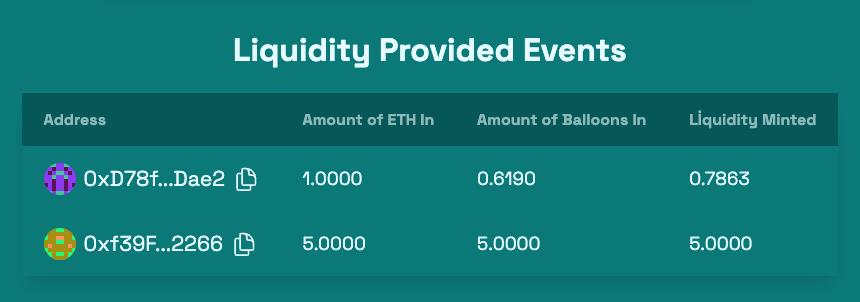 Liquidity Provided Events
Address Amount of ETH In Amount of Balloons In Liquidity Minted
0xD78f...Dae2 1.0000 0.6190 0.7863
0xf39F...2266 5.0000 5.0000 5.0000